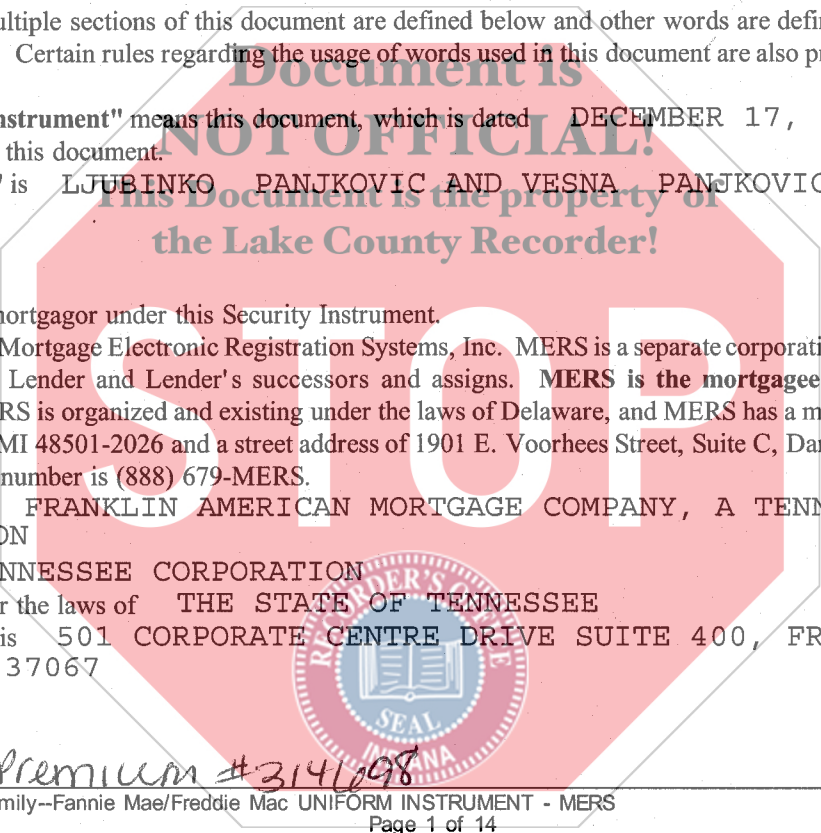 ultiple sections of this document are defined below and other words are defin
Certain rules regarding the usage of words used in this document are also pr
Document is
nstrument" means this document, which is dated DECEMBER 17,
NOT OFFICIAL!
this document.
" is LJUBINKO PANJKOVIC AND VESNA PANJKOVIC
This Document is the property of
the Lake County Recorder!
mortgagor under this Security Instrument.
Mortgage Electronic Registration Systems, Inc. MERS is a separate corporati
Lender and Lender's successors and assigns. MERS is the mortgagee
RS is organized and existing under the laws of Delaware, and MERS has a m
MI 48501-2026 and a street address of 1901 E. Voorhees Street, Suite C, Dan
number is (888) 679-MERS.
STOP
FRANKLIN AMERICAN MORTGAGE COMPANY, A TENN
ON
NNESSEE CORPORATION
r the laws of THE STATE OF TENNESSEE
is 501 CORPORATE CENTRE DRIVE SUITE 400, FR
37067
RECORDER'S OFFICE
SEAL
INDIANA
Premium #3141698
mily--Fannie Mae/Freddie Mac UNIFORM INSTRUMENT - MERS
Page 1 of 14